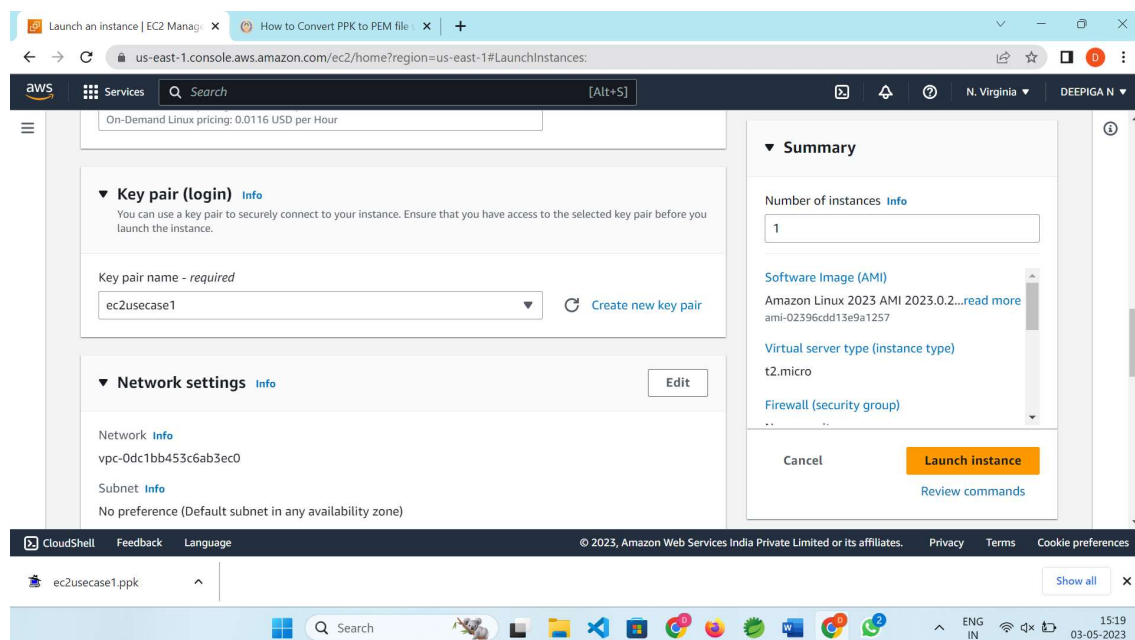 Launch an instance | EC2 Manage
How to Convert PPK to PEM file
us-east-1.console.aws.amazon.com/ec2/home?region=us-east-1#LaunchInstances:
D
aws
Services
Search
[Alt+S]
N. Virginia
DEEPIGA N
On-Demand Linux pricing: 0.0116 USD per Hour
Key pair (login) Info
You can use a key pair to securely connect to your instance. Ensure that you have access to the selected key pair before you
launch the instance.
Key pair name - required
ec2usecase1
Create new key pair
Network settings Info
Edit
Network Info
vpc-0dc1bb453c6ab3ec0
Subnet Info
No preference (Default subnet in any availability zone)
Summary
Number of instances Info
1
Software Image (AMI)
Amazon Linux 2023 AMI 2023.0.2...read more
ami-02396cdd13e9a1257
Virtual server type (instance type)
t2.micro
Firewall (security group)
Cancel
Launch instance
Review commands
CloudShell
Feedback
Language
© 2023, Amazon Web Services India Private Limited or its affiliates.
Privacy
Terms
Cookie preferences
ec2usecase1.ppk
Show all
Search
2
ENG
IN
15:19
03-05-2023